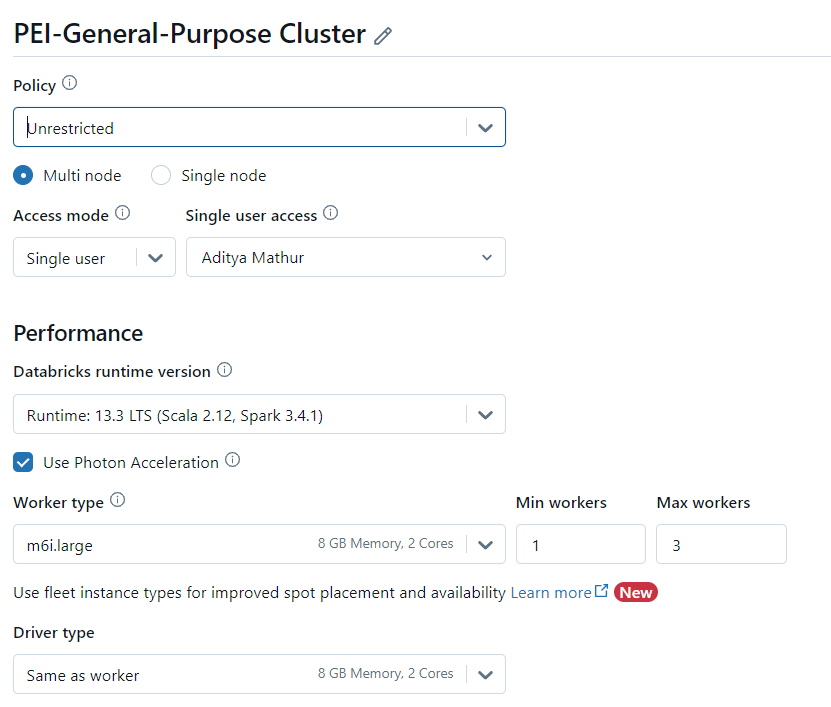 PEI-General-Purpose Cluster
Policy
Unrestricted
Multi node Single node
Access mode Single user access
Single user Aditya Mathur
Performance
Databricks runtime version
Runtime: 13.3 LTS (Scala 2.12, Spark 3.4.1)
Use Photon Acceleration
Worker type Min workers Max workers
m6i.large 8 GB Memory, 2 Cores 1 3
Use fleet instance types for improved spot placement and availability Learn more New
Driver type
Same as worker 8 GB Memory, 2 Cores